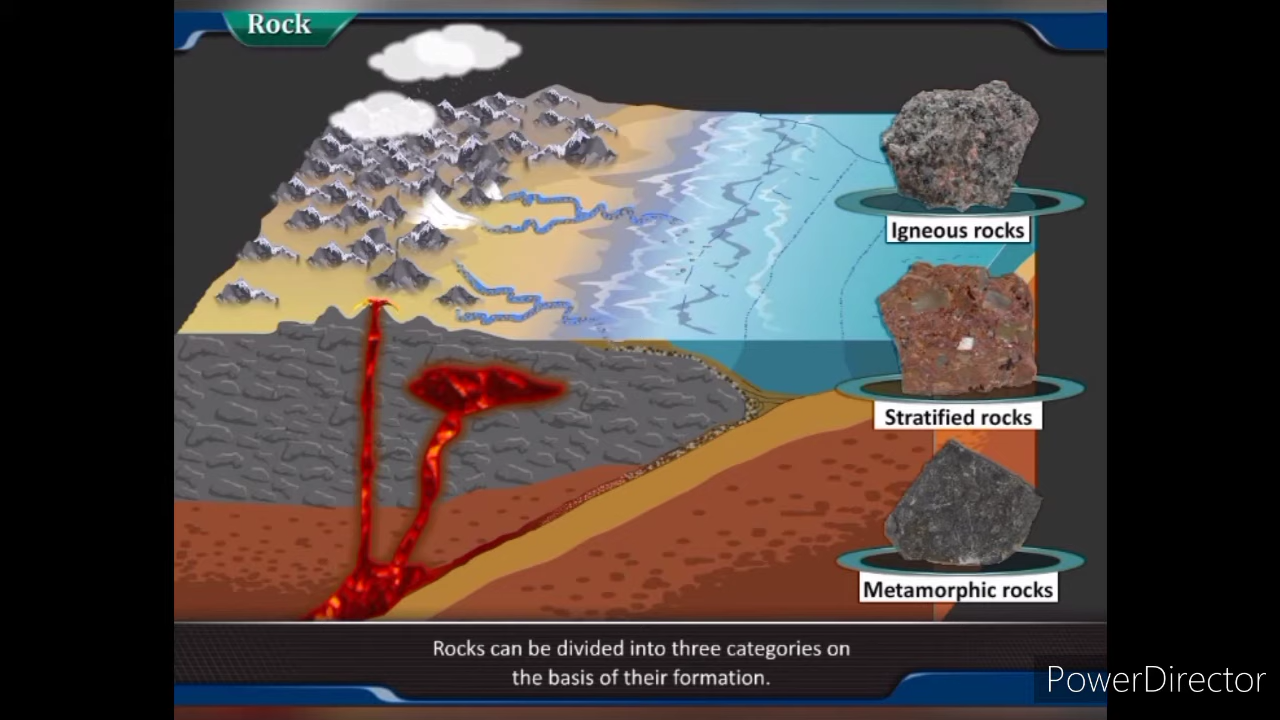 Rock
Igneous rocks
Stratified rocks
Metamorphic rocks
Rocks can be divided into three categories on
the basis of their formation.
PowerDirector